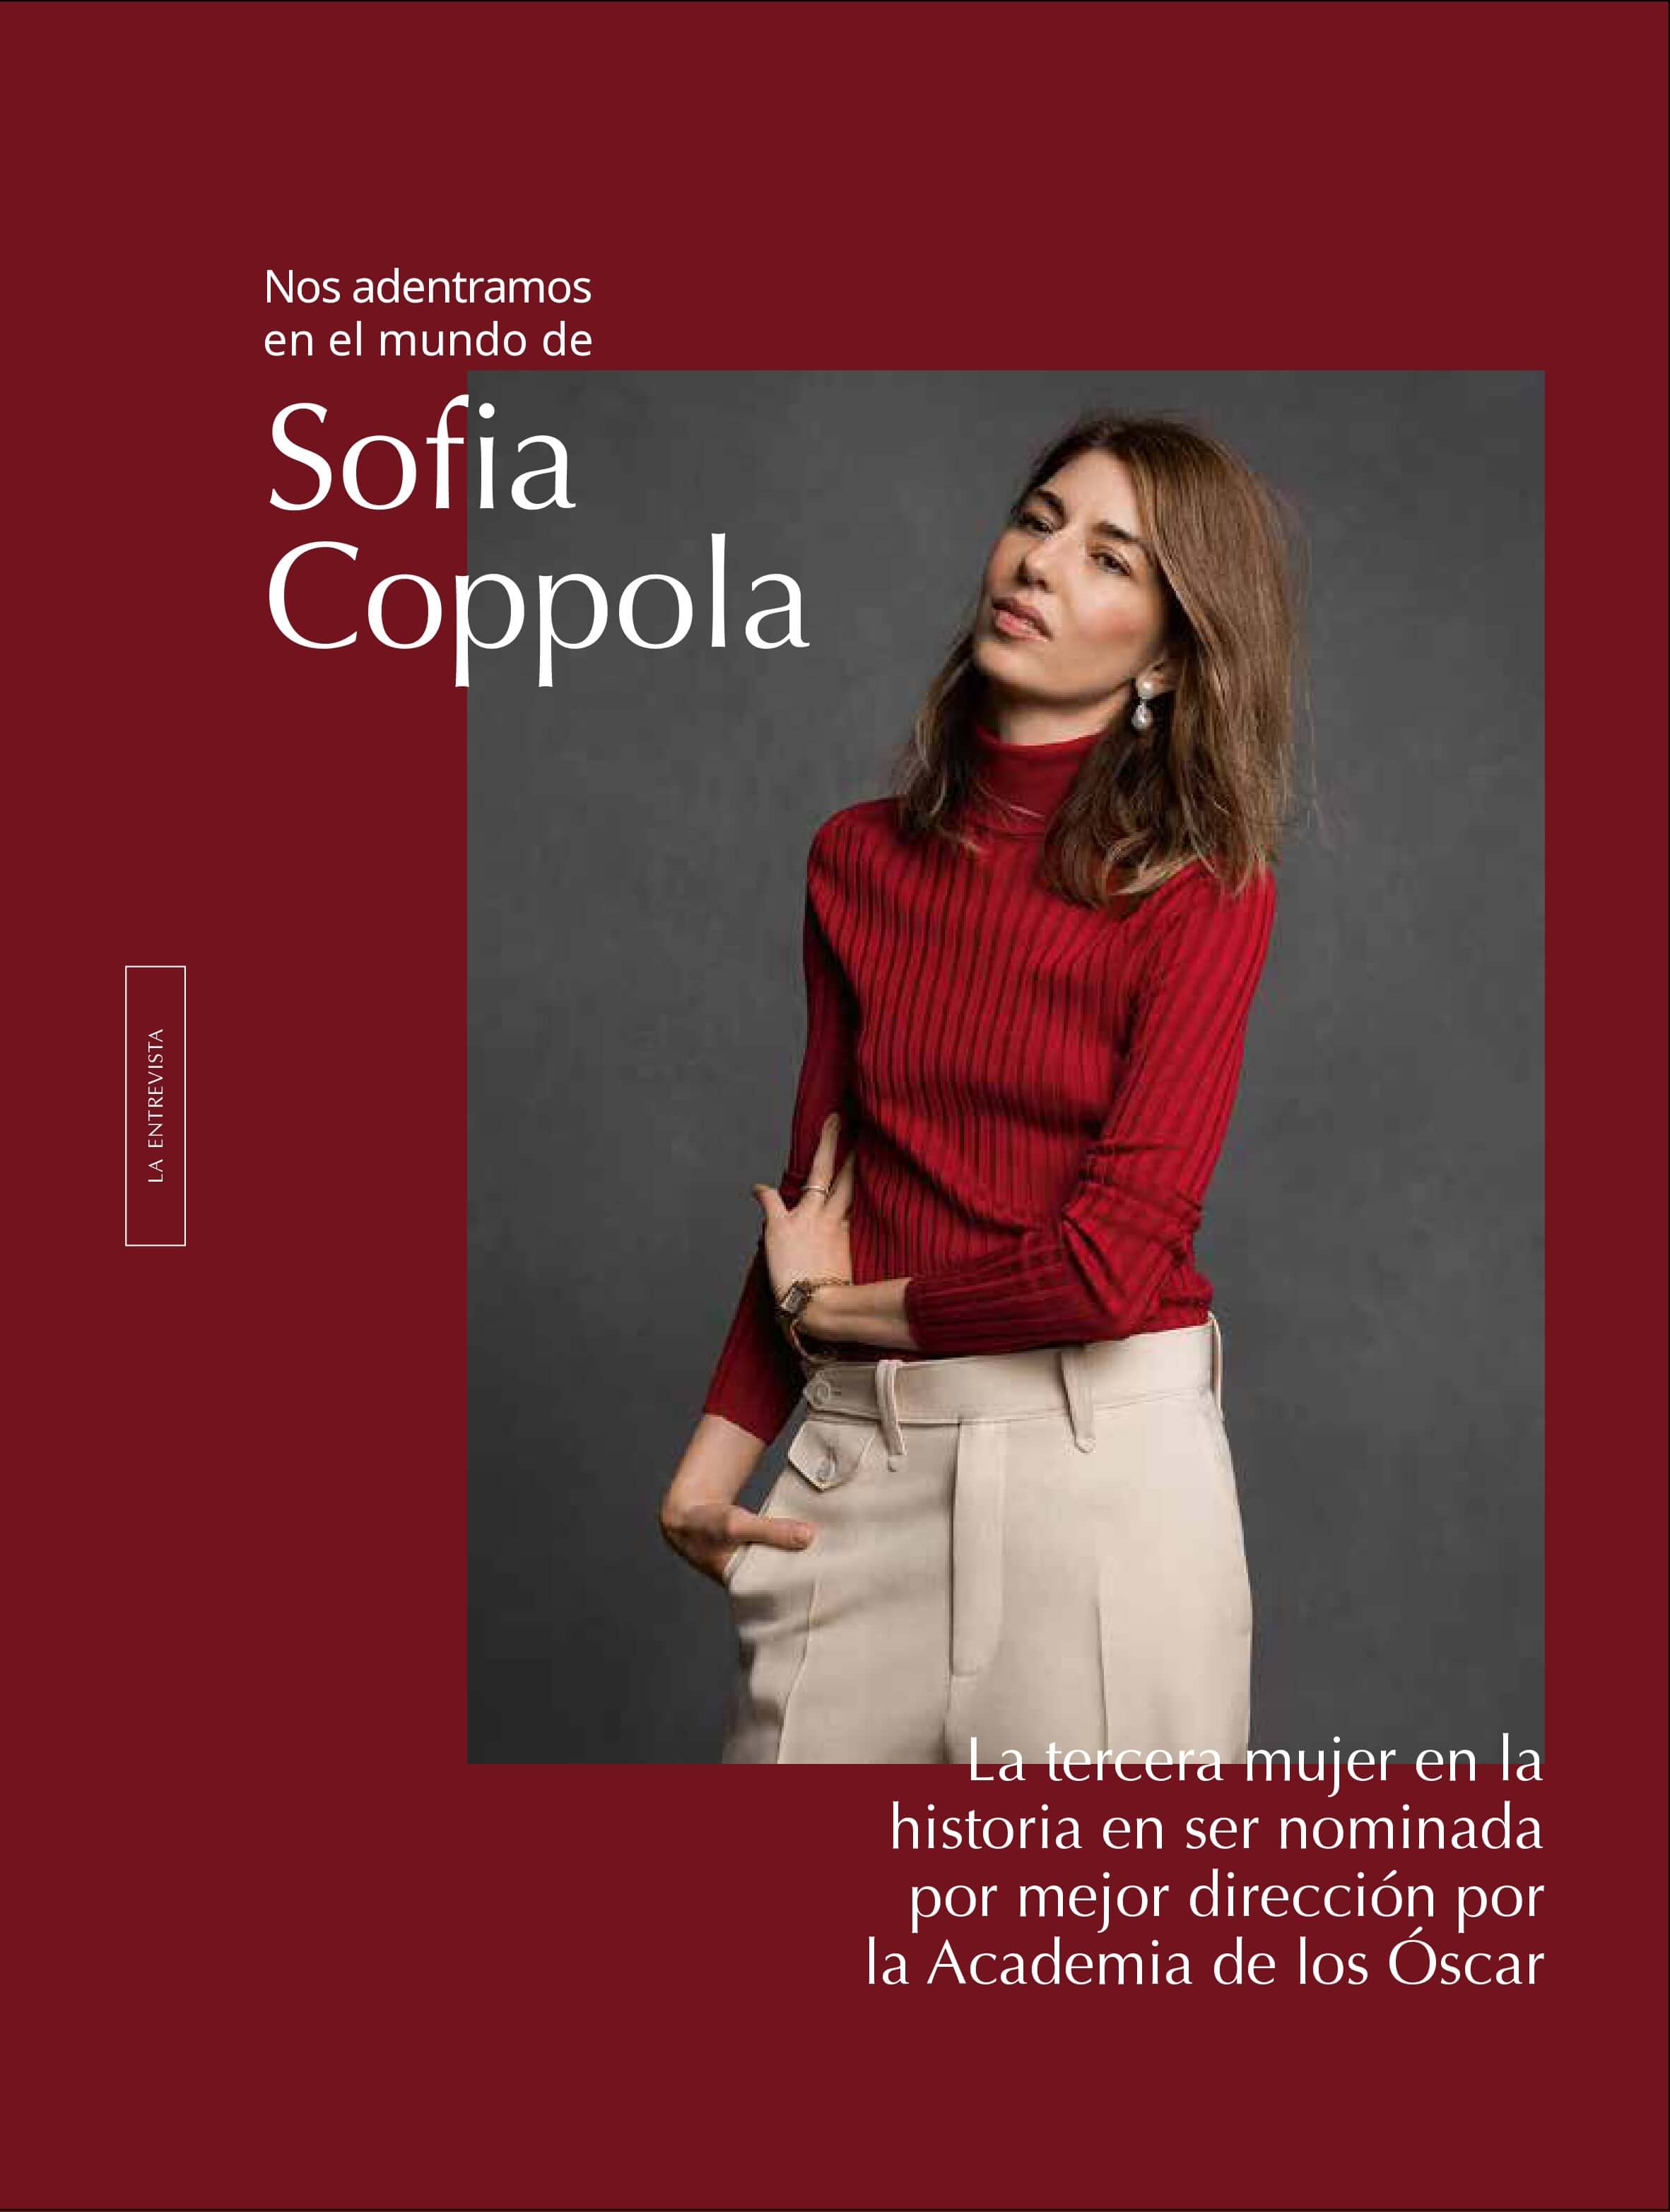 Nos adentramos
en el mundo de
Sofia
Coppola
LA ENTREVISTA
La tercera mujer en la
historia en ser nominada
por mejor dirección por
la Academia de los Óscar